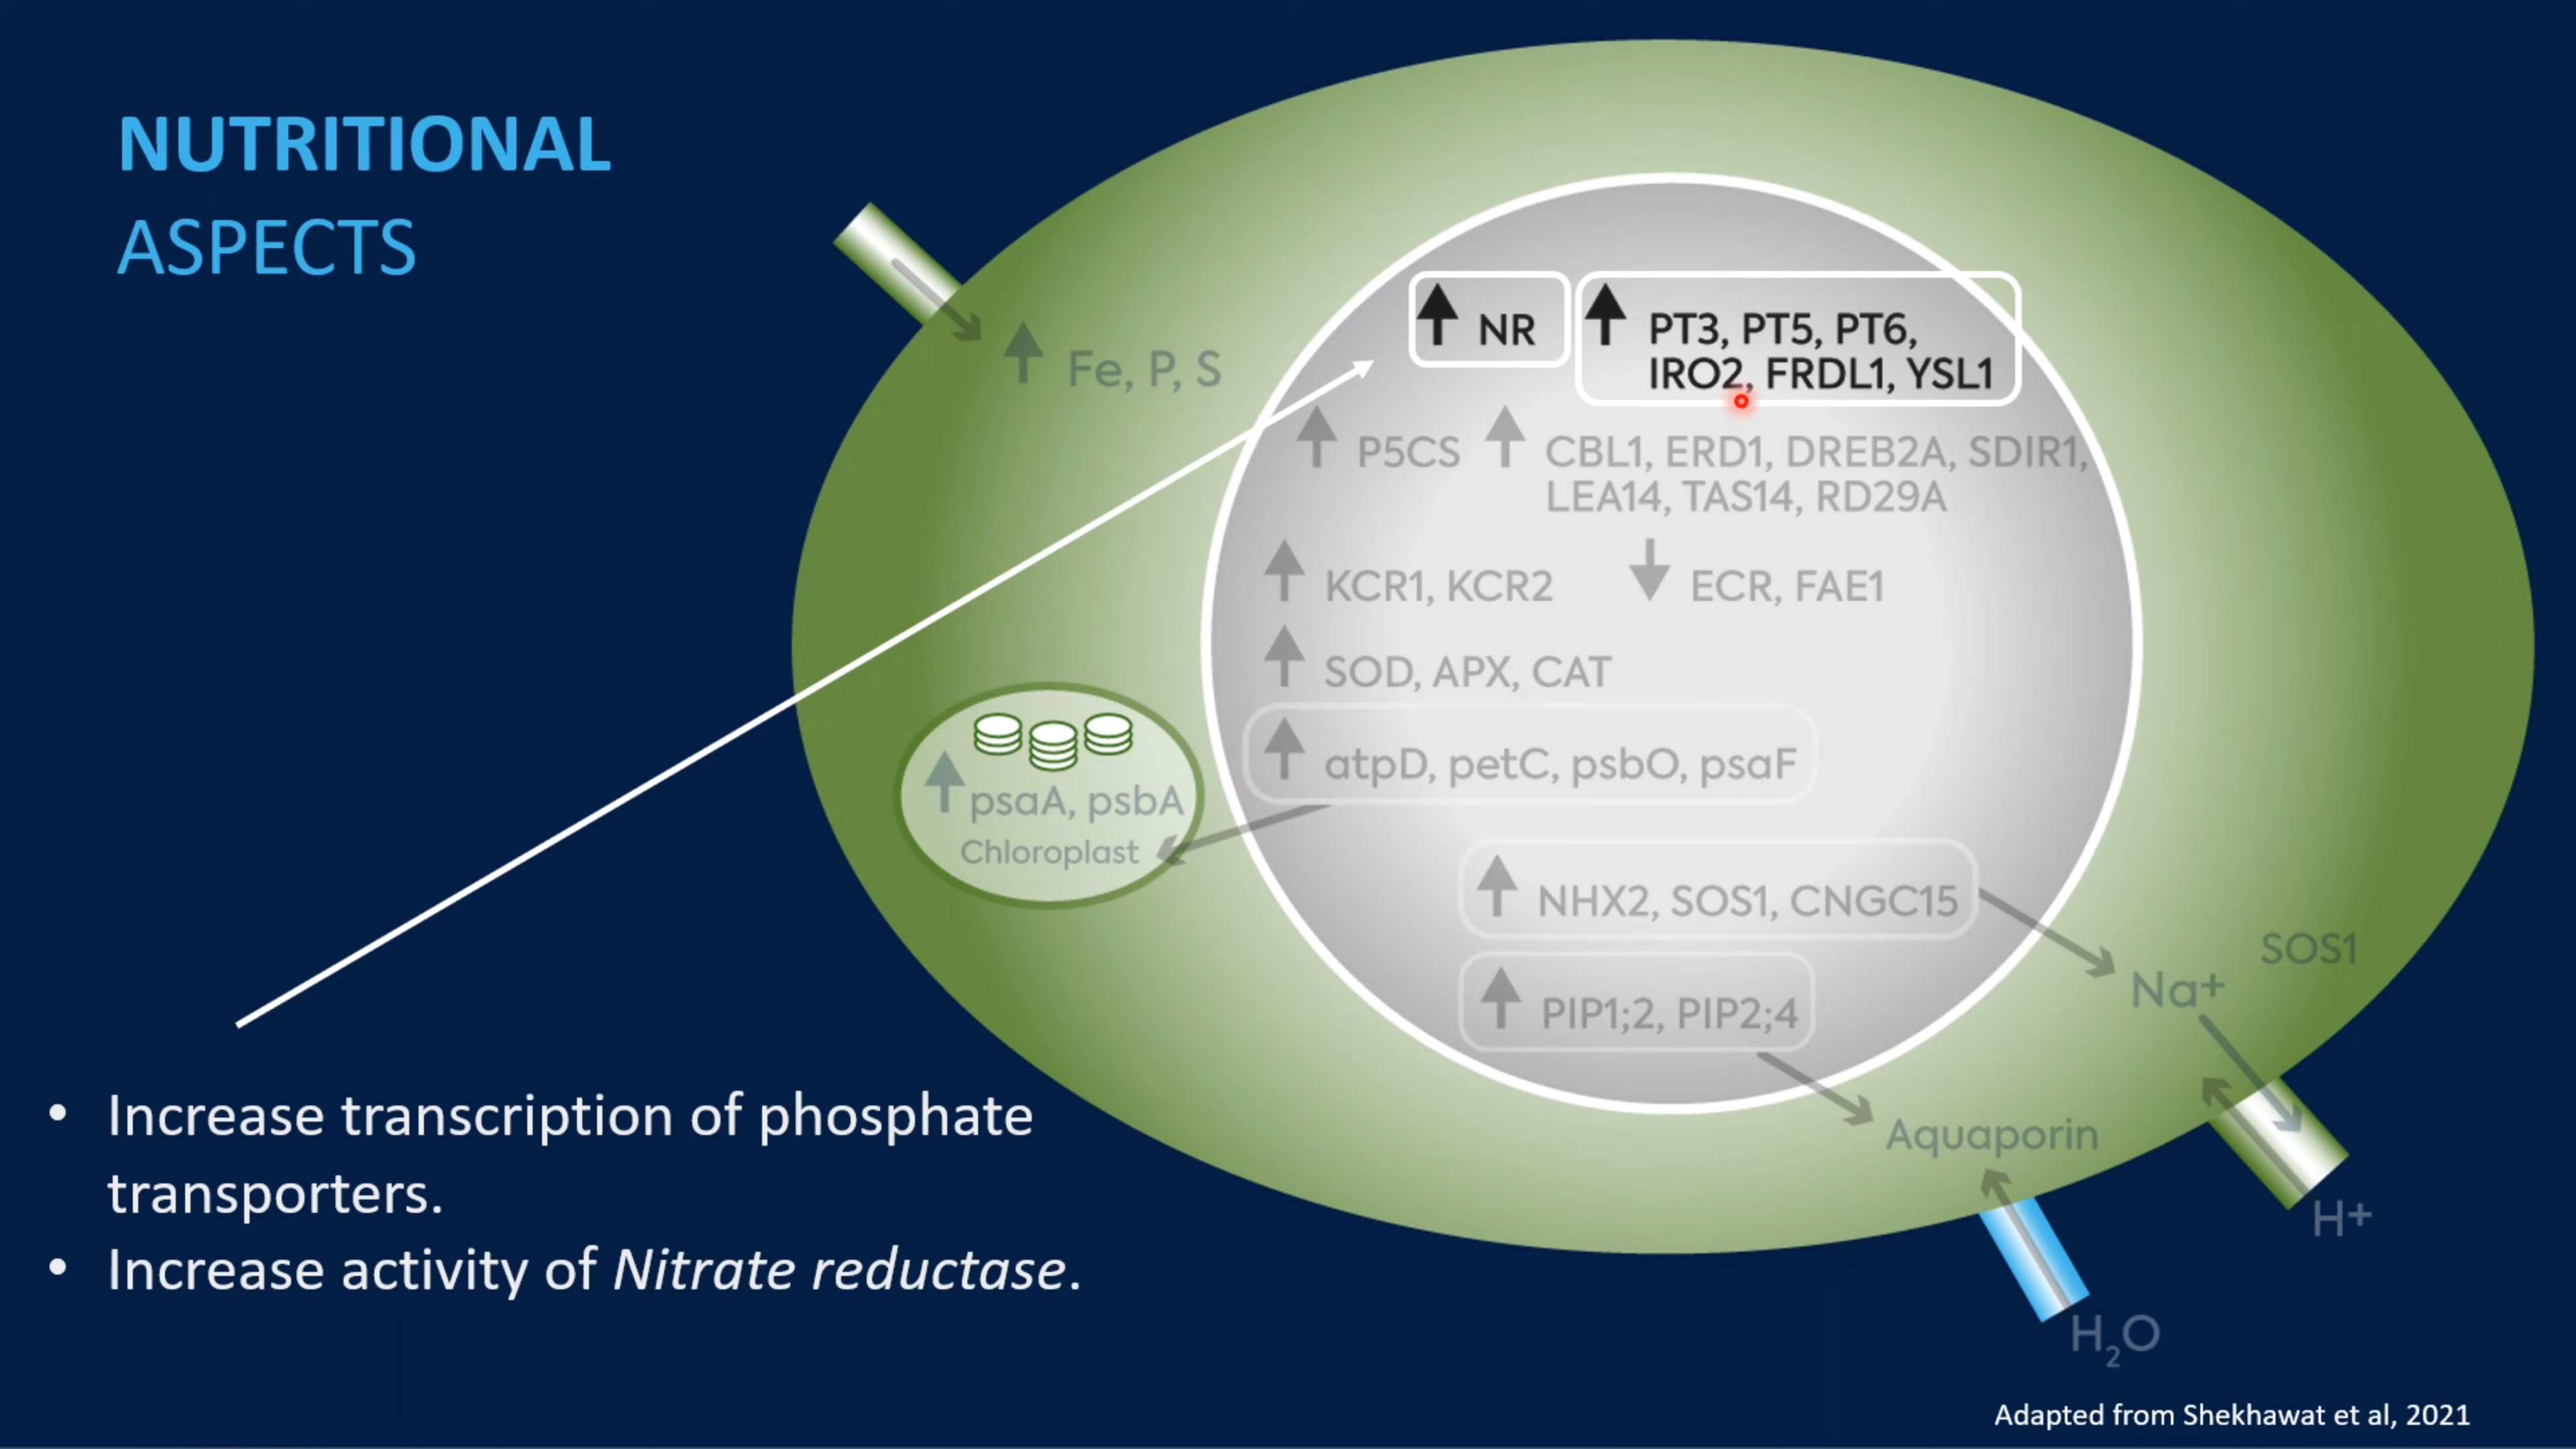 NUTRITIONAL
ASPECTS
Fe, P, S
NR
PT3, PT5, PT6,
IRO2, FRDL1, YSL1
P5CS
CBL1, ERD1, DREB2A, SDIR1,
LEA14, TAS14, RD29A
KCR1, KCR2
ECR, FAE1
SOD, APX, CAT
atpD, petC, psbO, psaF
psaA, psbA
Chloroplast
NHX2, SOS1, CNGC15
SOS1
Na+
PIP1;2, PIP2;4
Aquaporin
H+
H₂O
• Increase transcription of phosphate
transporters.
• Increase activity of Nitrate reductase.
Adapted from Shekhawat et al, 2021